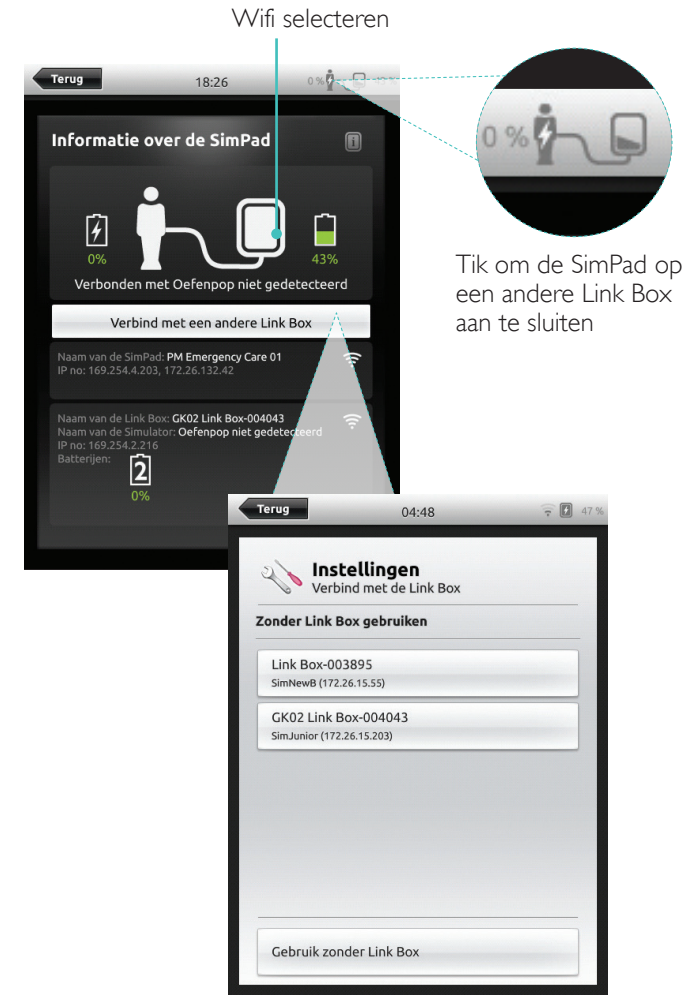 Wifi selecteren
Terug
18:26
0 %
Informatie over de SimPad
0%
43%
Verbonden met Oefenpop niet gedetecteerd
Verbind met een andere Link Box
Naam van de SimPad: PM Emergency Care 01
IP no: 169.254.4.203, 172.26.132.42
Naam van de Link Box: GK02 Link Box-004043
Naam van de Simulator: Oefenpop niet gedetecteerd
IP no: 169.254.2.216
Batterijen:
2
0%
0 %
Tik om de SimPad op
een andere Link Box
aan te sluiten
Terug
04:48
47 %
Instellingen
Verbind met de Link Box
Zonder Link Box gebruiken
Link Box-003895
SimNewB (172.26.15.55)
GK02 Link Box-004043
SimJunior (172.26.15.203)
Gebruik zonder Link Box